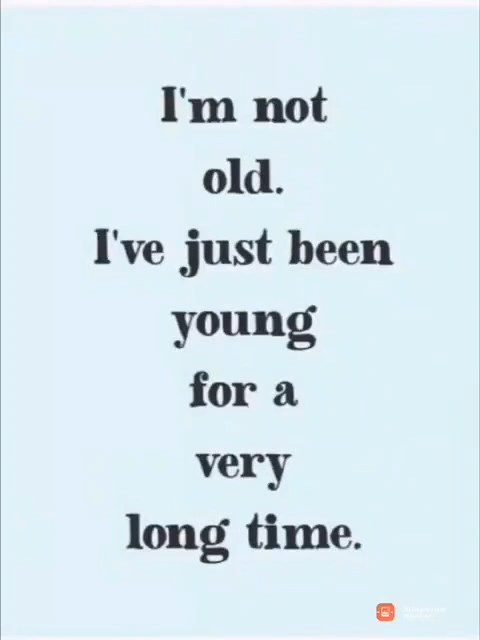 I'm not
old.
I've just been
young
for a
very
long time.